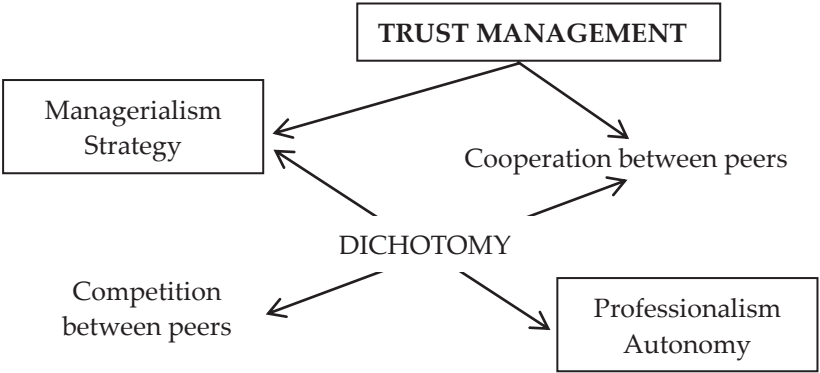 TRUST MANAGEMENT
Managerialism
Strategy
Cooperation between peers
DICHOTOMY
Competition
between peers
Professionalism
Autonomy